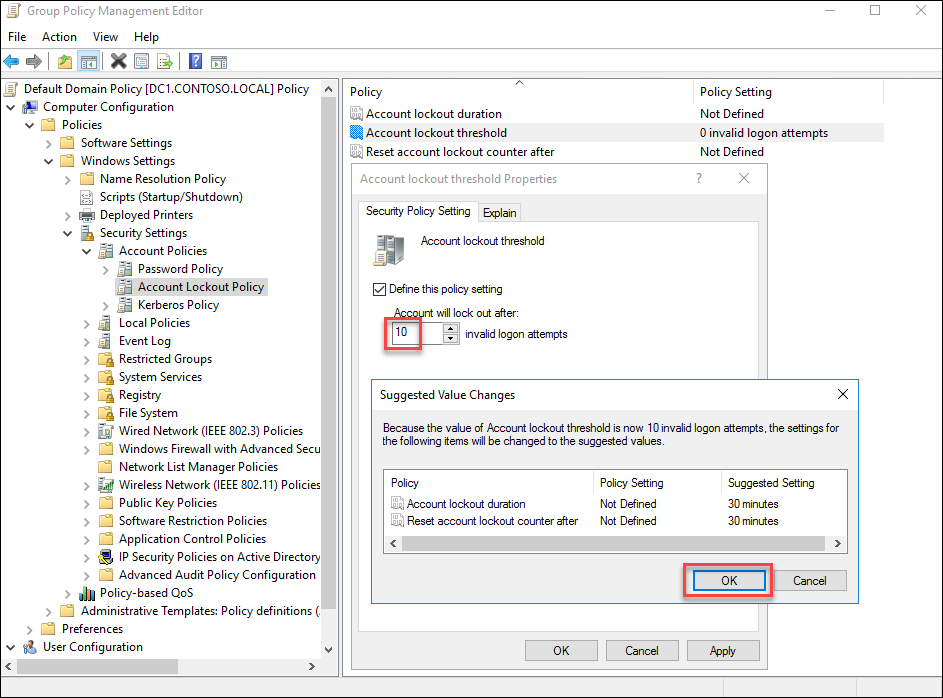 Group Policy Management Editor
File Action View Help
Default Domain Policy [DC1.CONTOSO.LOCAL] Policy
Computer Configuration
Policies
Software Settings
Windows Settings
Name Resolution Policy
Scripts (Startup/Shutdown)
Deployed Printers
Security Settings
Account Policies
Password Policy
Account Lockout Policy
Kerberos Policy
Local Policies
Event Log
Restricted Groups
System Services
Registry
File System
Wired Network (IEEE 802.3) Policies
Windows Firewall with Advanced Secu
Network List Manager Policies
Wireless Network (IEEE 802.11) Policies
Public Key Policies
Software Restriction Policies
Application Control Policies
IP Security Policies on Active Directory
Advanced Audit Policy Configuration
Policy-based QoS
Administrative Templates: Policy definitions (.
Preferences
User Configuration
Policy Policy Setting
Account lockout duration Not Defined
Account lockout threshold 0 invalid logon attempts
Reset account lockout counter after Not Defined
Account lockout threshold Properties ?
Security Policy Setting Explain
Account lockout threshold
Define this policy setting
Account will lock out after:
10 invalid logon attempts
Suggested Value Changes
Because the value of Account lockout threshold is now 10 invalid logon attempts, the settings for
the following items will be changed to the suggested values.
Policy Policy Setting Suggested Setting
Account lockout duration Not Defined 30 minutes
Reset account lockout counter after Not Defined 30 minutes
OK Cancel
OK Cancel Apply